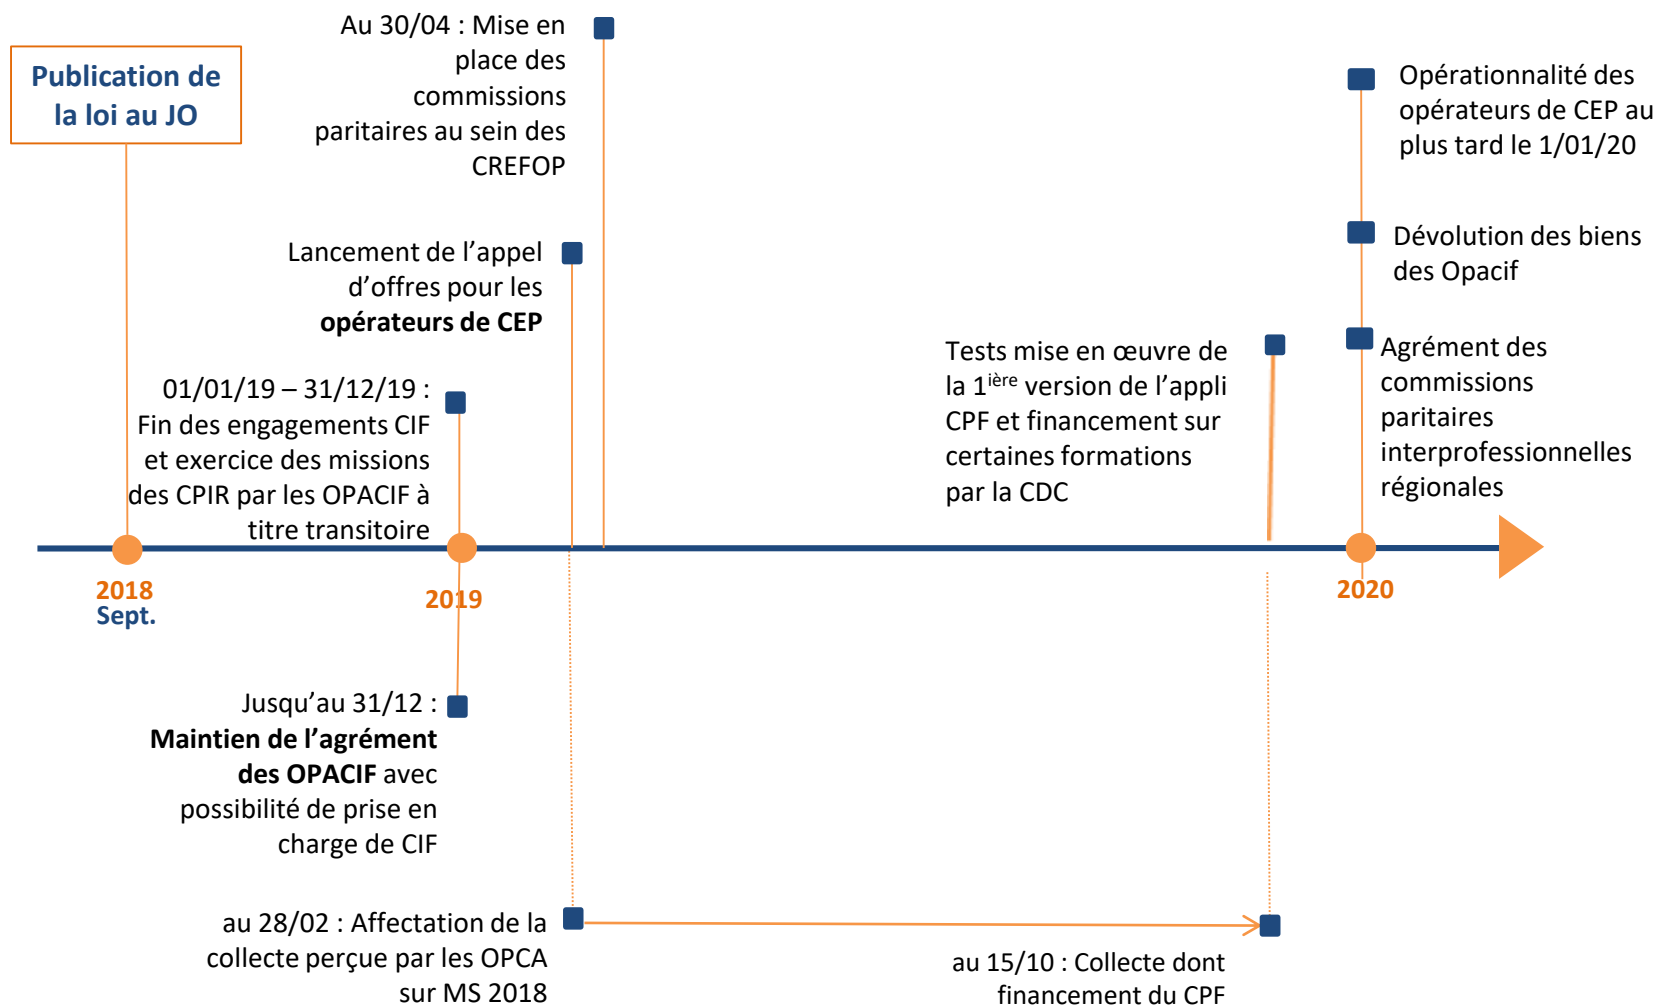 Publication de
la loi au JO
Au 30/04 : Mise en
place des
commissions
paritaires au sein des
CREFOP
Lancement de l’appel
d’offres pour les
opérateurs de CEP
01/01/19 – 31/12/19 :
Fin des engagements CIF
et exercice des missions
des CPIR par les OPACIF à
titre transitoire
Tests mise en œuvre de
la 1ière version de l’appli
CPF et financement sur
certaines formations
par la CDC
Opérationnalité des
opérateurs de CEP au
plus tard le 1/01/20
Dévolution des biens
des Opacif
Agrément des
commissions
paritaires
interprofessionnelles
régionales
2018
Sept.
2019
2020
Jusqu’au 31/12 :
Maintien de l’agrément
des OPACIF avec
possibilité de prise en
charge de CIF
au 28/02 : Affectation de la
collecte perçue par les OPCA
sur MS 2018
au 15/10 : Collecte dont
financement du CPF